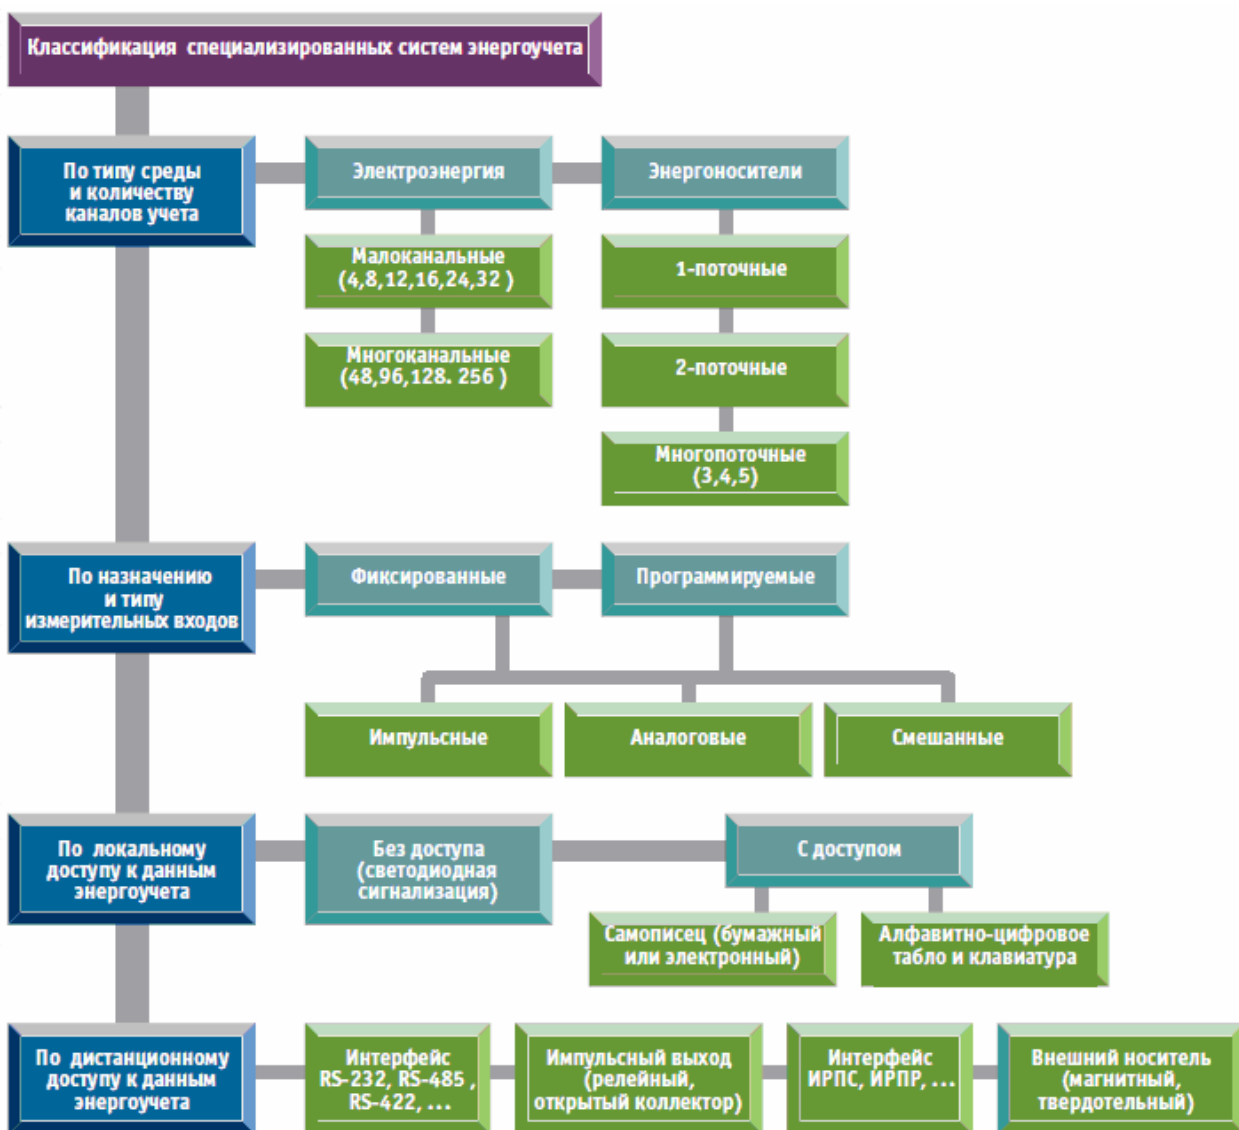 Классификация специализированных систем энергоучета
По типу среды
и количеству
каналов учета
Электроэнергия
Энергоносители
Малоканальные
(4,8,12,16,24,32 )
1-поточные
Многоканальные
(48,96,128. 256 )
2-поточные
Многопоточные
(3,4,5)
По назначению
и типу
измерительных входов
Фиксированные
Программируемые
Импульсные
Аналоговые
Смешанные
По локальному
доступу к данным
энергоучета
Без доступа
(светодиодная
сигнализация)
С доступом
Самописец (бумажный
или электронный)
Алфавитно-цифровое
табло и клавиатура
По дистанционному
доступу к данным
энергоучета
Интерфейс
RS-232, RS-485 ,
RS-422, ...
Импульсный выход
(релейный,
открытый коллектор)
Интерфейс
ИРПС, ИРПР, ...
Внешний носитель
(магнитный,
твердотельный)